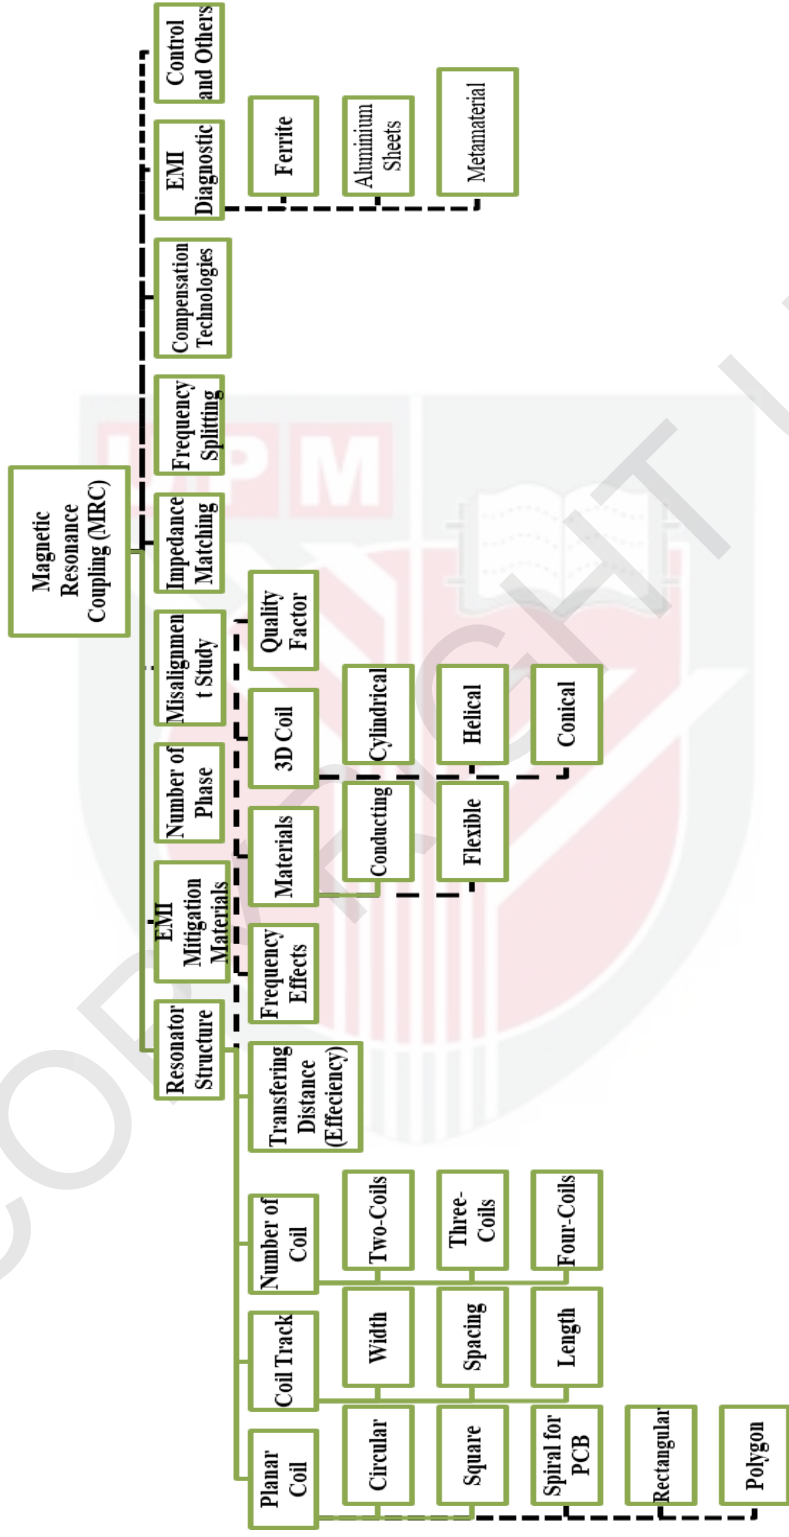 Magnetic
Resonance
Coupling (MRC)
Resonator
Structure
EMI
Mitigation
Materials
Number of
Phase
Misalignmen
t Study
Impedance
Matching
Frequency
Splitting
Compensation
Technologies
EMI
Diagnostic
Control
and Others
Planar
Coil
Coil Track
Number of
Coil
Transfering
Distance
(Effeciency)
Frequency
Effects
Materials
3D Coil
Quality
Factor
Circular
Square
Spiral for
PCB
Rectangular
Polygon
Width
Spacing
Length
Two-Coils
Three-
Coils
Four-Coils
Conducting
Flexible
Cylindrical
Helical
Conical
Ferrite
Aluminium
Sheets
Metamaterial
UPM
COPYRIGHT U